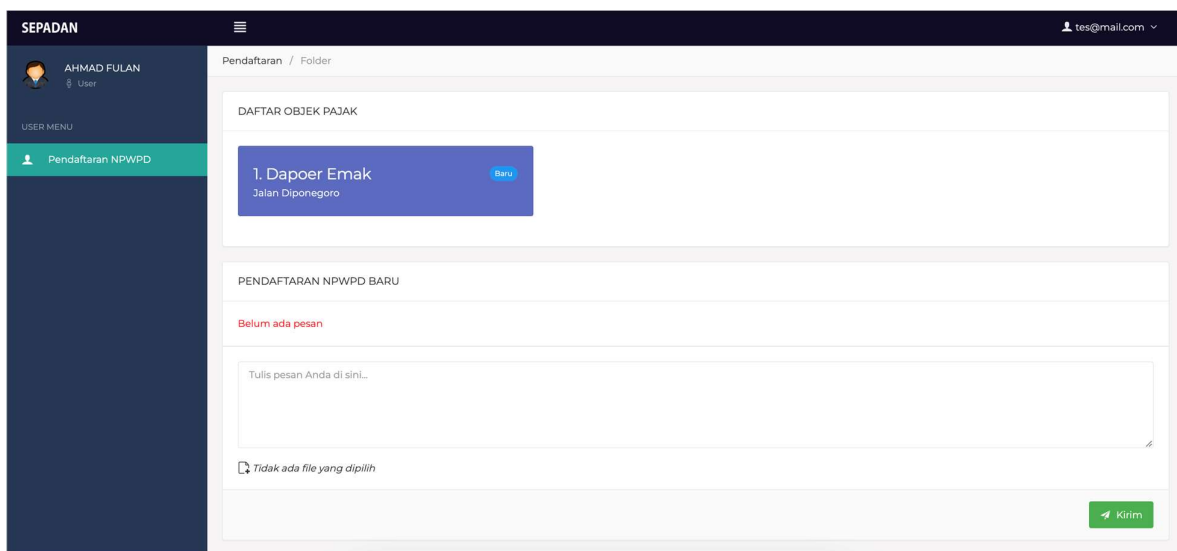 SEPADAN
tes@mail.com
AHMAD FULAN
User
USER MENU
Pendaftaran NPWPD
Pendaftaran / Folder
DAFTAR OBJEK PAJAK
1. Dapoer Emak
Baru
Jalan Diponegoro
PENDAFTARAN NPWPD BARU
Belum ada pesan
Tulis pesan Anda di sini...
Tidak ada file yang dipilih
Kirim